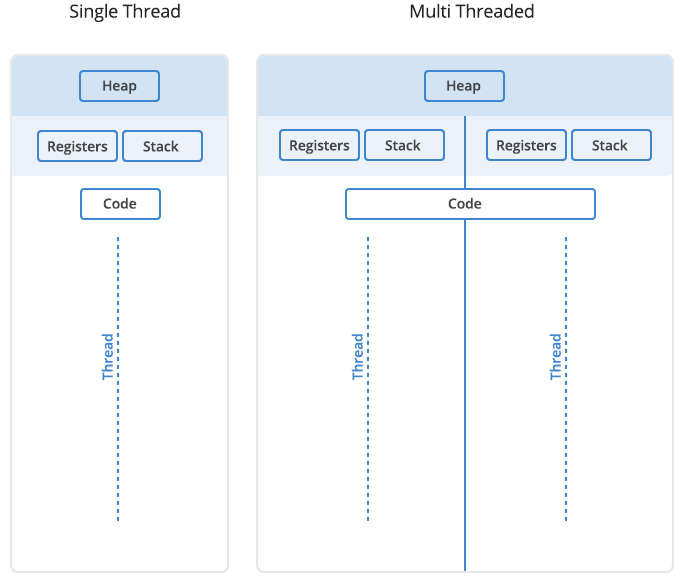 Single Thread
Multi Threaded
Heap
Heap
Registers
Stack
Registers
Stack
Registers
Stack
Code
Code
Thread
Thread
Thread